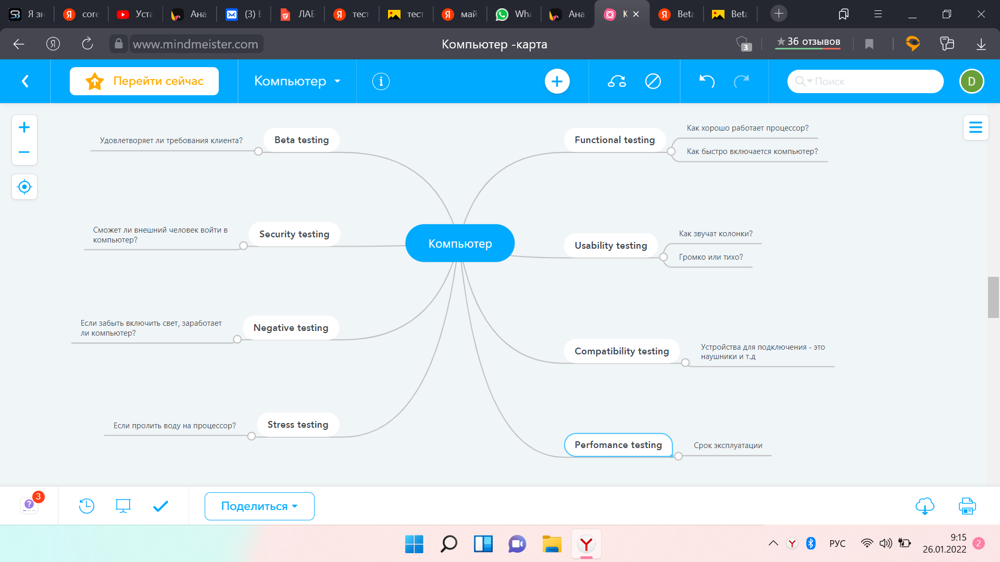 Я зн
core
Уста
Ана
(3) В
ЛАБ
тест
тест
май
Wha
Ана
К
Beta
Beta
www.mindmeister.com
Компьютер -карта
3
36 отзывов
Перейти сейчас
Компьютер
Поиск
D
Удовлетворяет ли требования клиента?
Beta testing
Functional testing
Как хорошо работает процессор?
Как быстро включается компьютер?
Сможет ли внешний человек войти в
компьютер?
Security testing
Компьютер
Usability testing
Как звучат колонки?
Громко или тихо?
Если забыть включить свет, заработает
ли компьютер?
Negative testing
Compatibility testing
Устройства для подключения - это
наушники и т.д
Если пролить воду на процессор?
Stress testing
Perfomance testing
Срок эксплуатации
3
Поделиться
РУС
9:15
26.01.2022
2